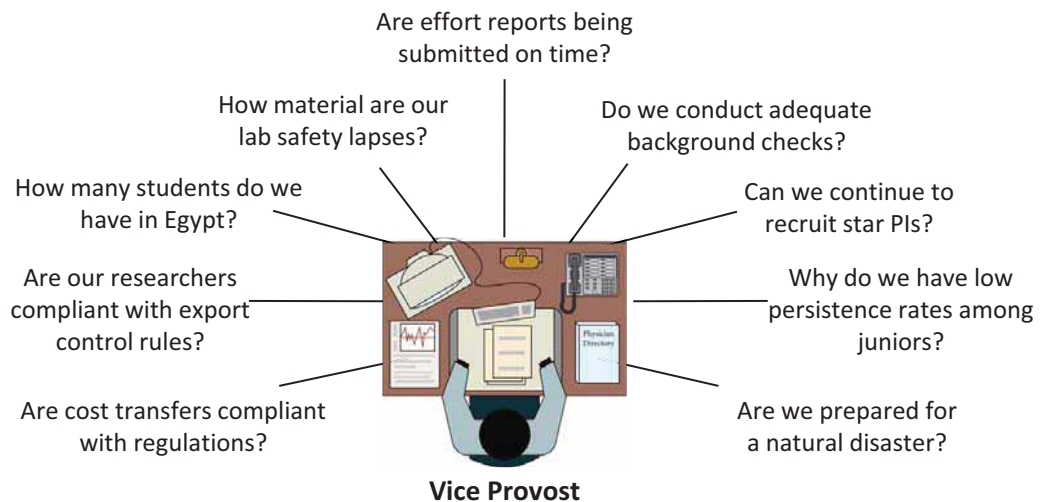 Are effort reports being
submitted on time?
How material are our
lab safety lapses?
Do we conduct adequate
background checks?
How many students do we
have in Egypt?
Can we continue to
recruit star PIs?
Are our researchers
compliant with export
control rules?
Why do we have low
persistence rates among
juniors?
Physician
Directory
Are cost transfers compliant
with regulations?
Are we prepared for
a natural disaster?
Vice Provost